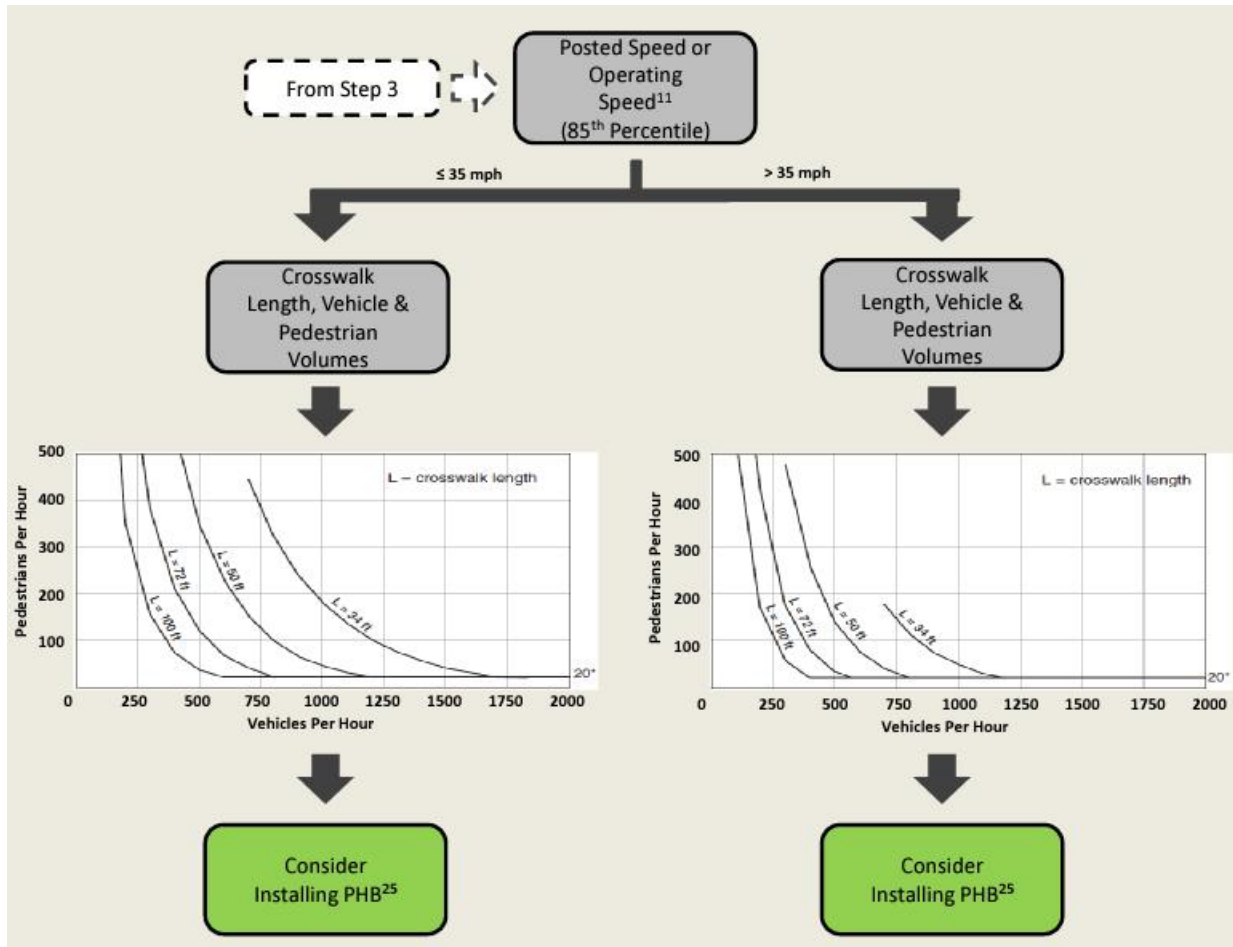 From Step 3
Posted Speed or
Operating
Speed¹¹
(85th Percentile)
≤ 35 mph
> 35 mph
Crosswalk
Length, Vehicle &
Pedestrian
Volumes
Crosswalk
Length, Vehicle &
Pedestrian
Volumes
Pedestrians Per Hour
500
400
300
200
100
0
L – crosswalk length
L = 100 ft
L = 72 ft
L = 50 ft
L = 34 ft
20*
250 500 750 1000 1250 1500 1750 2000
Vehicles Per Hour
Pedestrians Per Hour
500
400
300
200
100
0
L = crosswalk length
L = 100 ft
L = 72 ft
L = 50 ft
L = 34 ft
20*
250 500 750 1000 1250 1500 1750 2000
Vehicles Per Hour
Consider
Installing PHB²⁵
Consider
Installing PHB²⁵